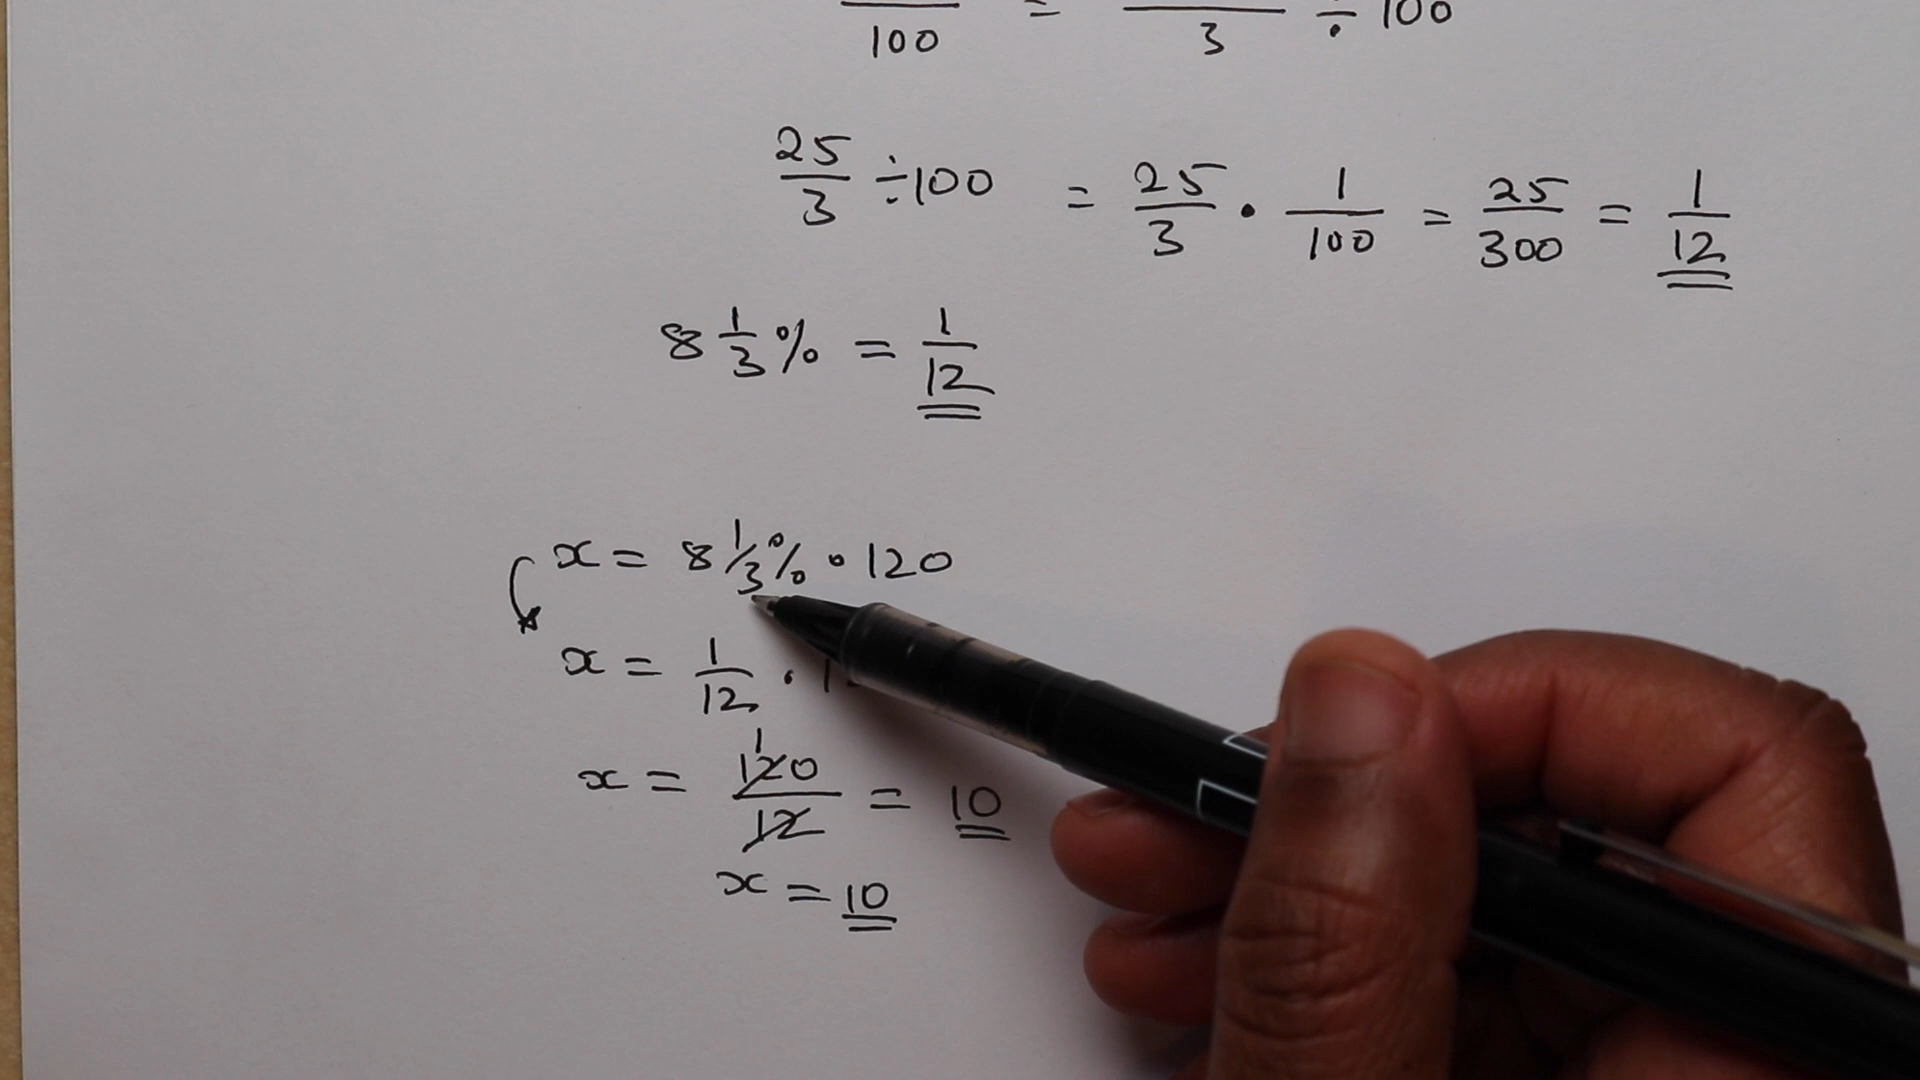 100 = 3 ÷ 100
25/3 ÷ 100 = 25/3 • 1/100 = 25/300 = 1/12
8 1/3 % = 1/12
x = 8 1/3 % • 120
x = 1/12 •
x = 120/12 = 10
x = 10